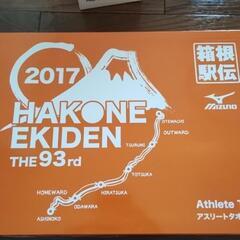 2017
箱根
駅伝
MIZUNO
HAKONE
EKIDEN
THE 93rd
OTEMACHI
OUTWARD
TSURUMI
TOTSUKA
HIRATSUKA
HOMEWARD
ODAWARA
ASHINOKO
Athlete
アスリートタオ